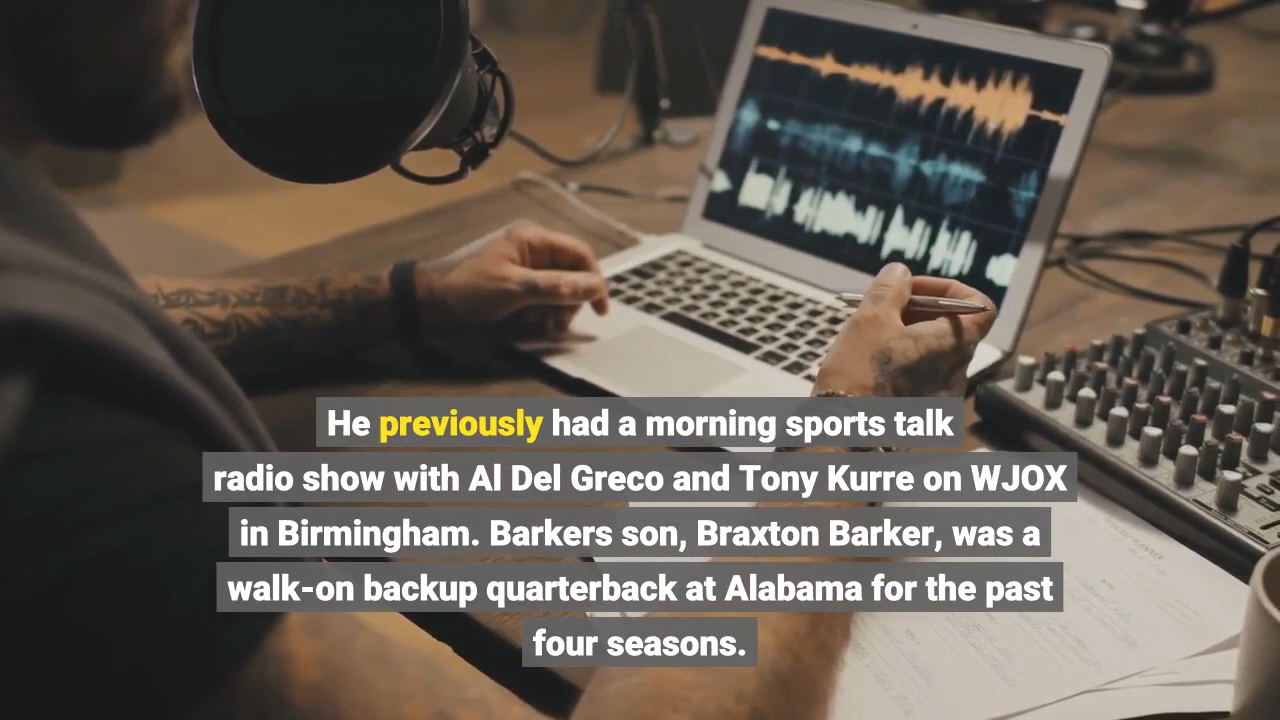 He previously had a morning sports talk
radio show with Al Del Greco and Tony Kurre on WJOX
in Birmingham. Barkers son, Braxton Barker, was a
walk-on backup quarterback at Alabama for the past
four seasons.